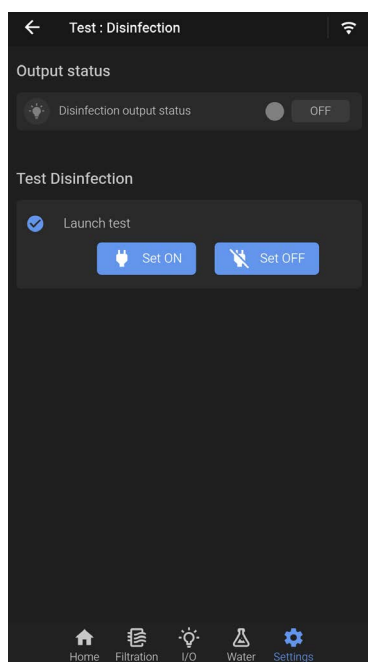 Test : Disinfection
Output status
Disinfection output status OFF
Test Disinfection
Launch test
Set ON Set OFF
Home Filtration I/O Water Settings